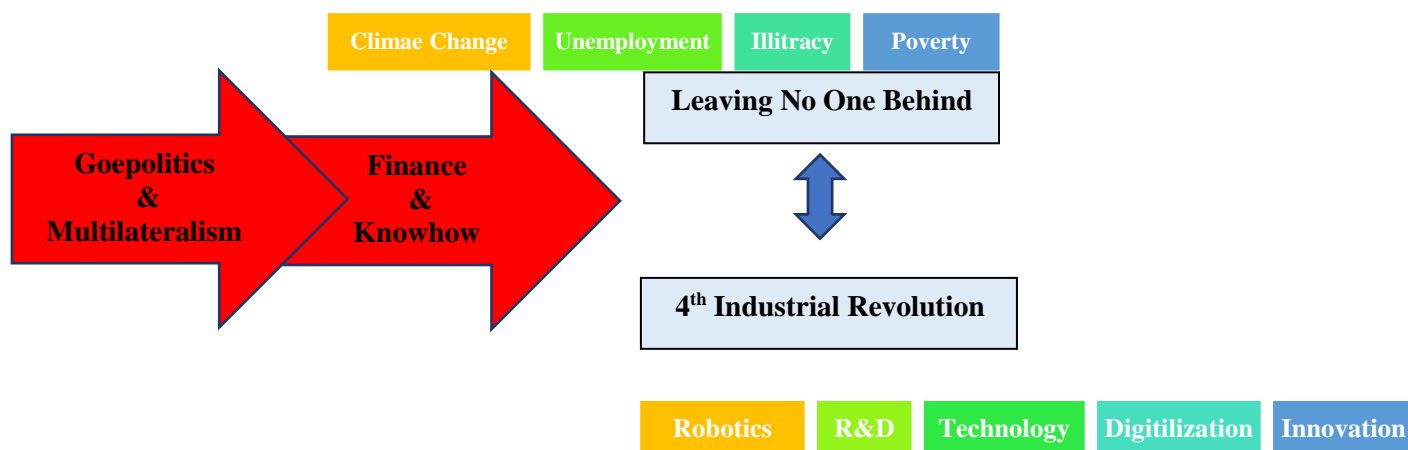 Climae Change
Unemployment
Illitracy
Poverty
Leaving No One Behind
Goepolitics
&
Multilateralism
Finance
&
Knowhow
4th Industrial Revolution
Robotics
R&D
Technology
Digitilization
Innovation